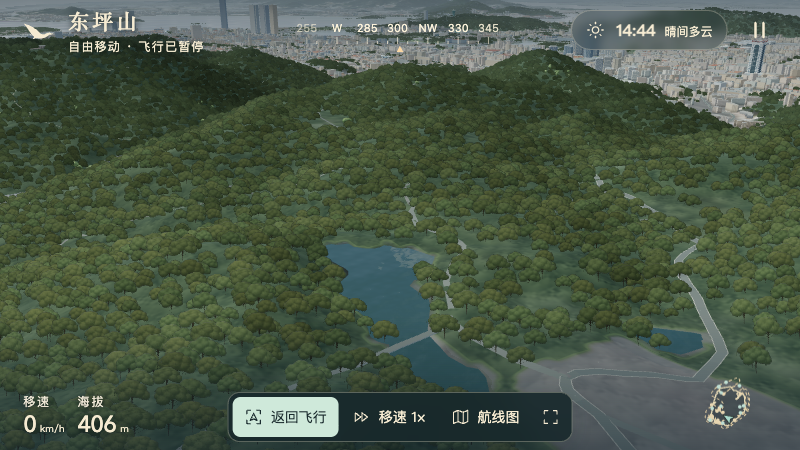 东坪山
自由移动 · 飞行已暂停
255 W 285 300 NW 330 345
14:44 晴间多云
移速 海拔
0 km/h 406 m
返回飞行 移速 1x 航线图